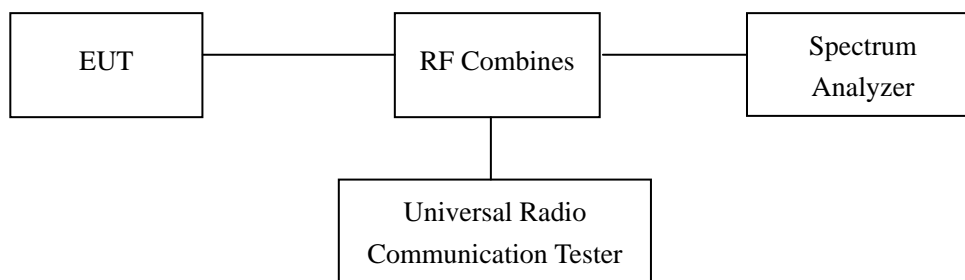 EUT
RF Combines
Spectrum
Analyzer
Universal Radio
Communication Tester